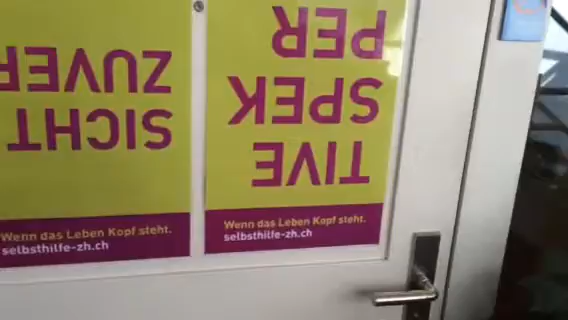 ZUVER
SICHT
Wenn das Leben Kopf steht.
selbsthilfe-zh.ch
PER
SPEK
TIVE
Wenn das Leben Kopf steht.
selbsthilfe-zh.ch